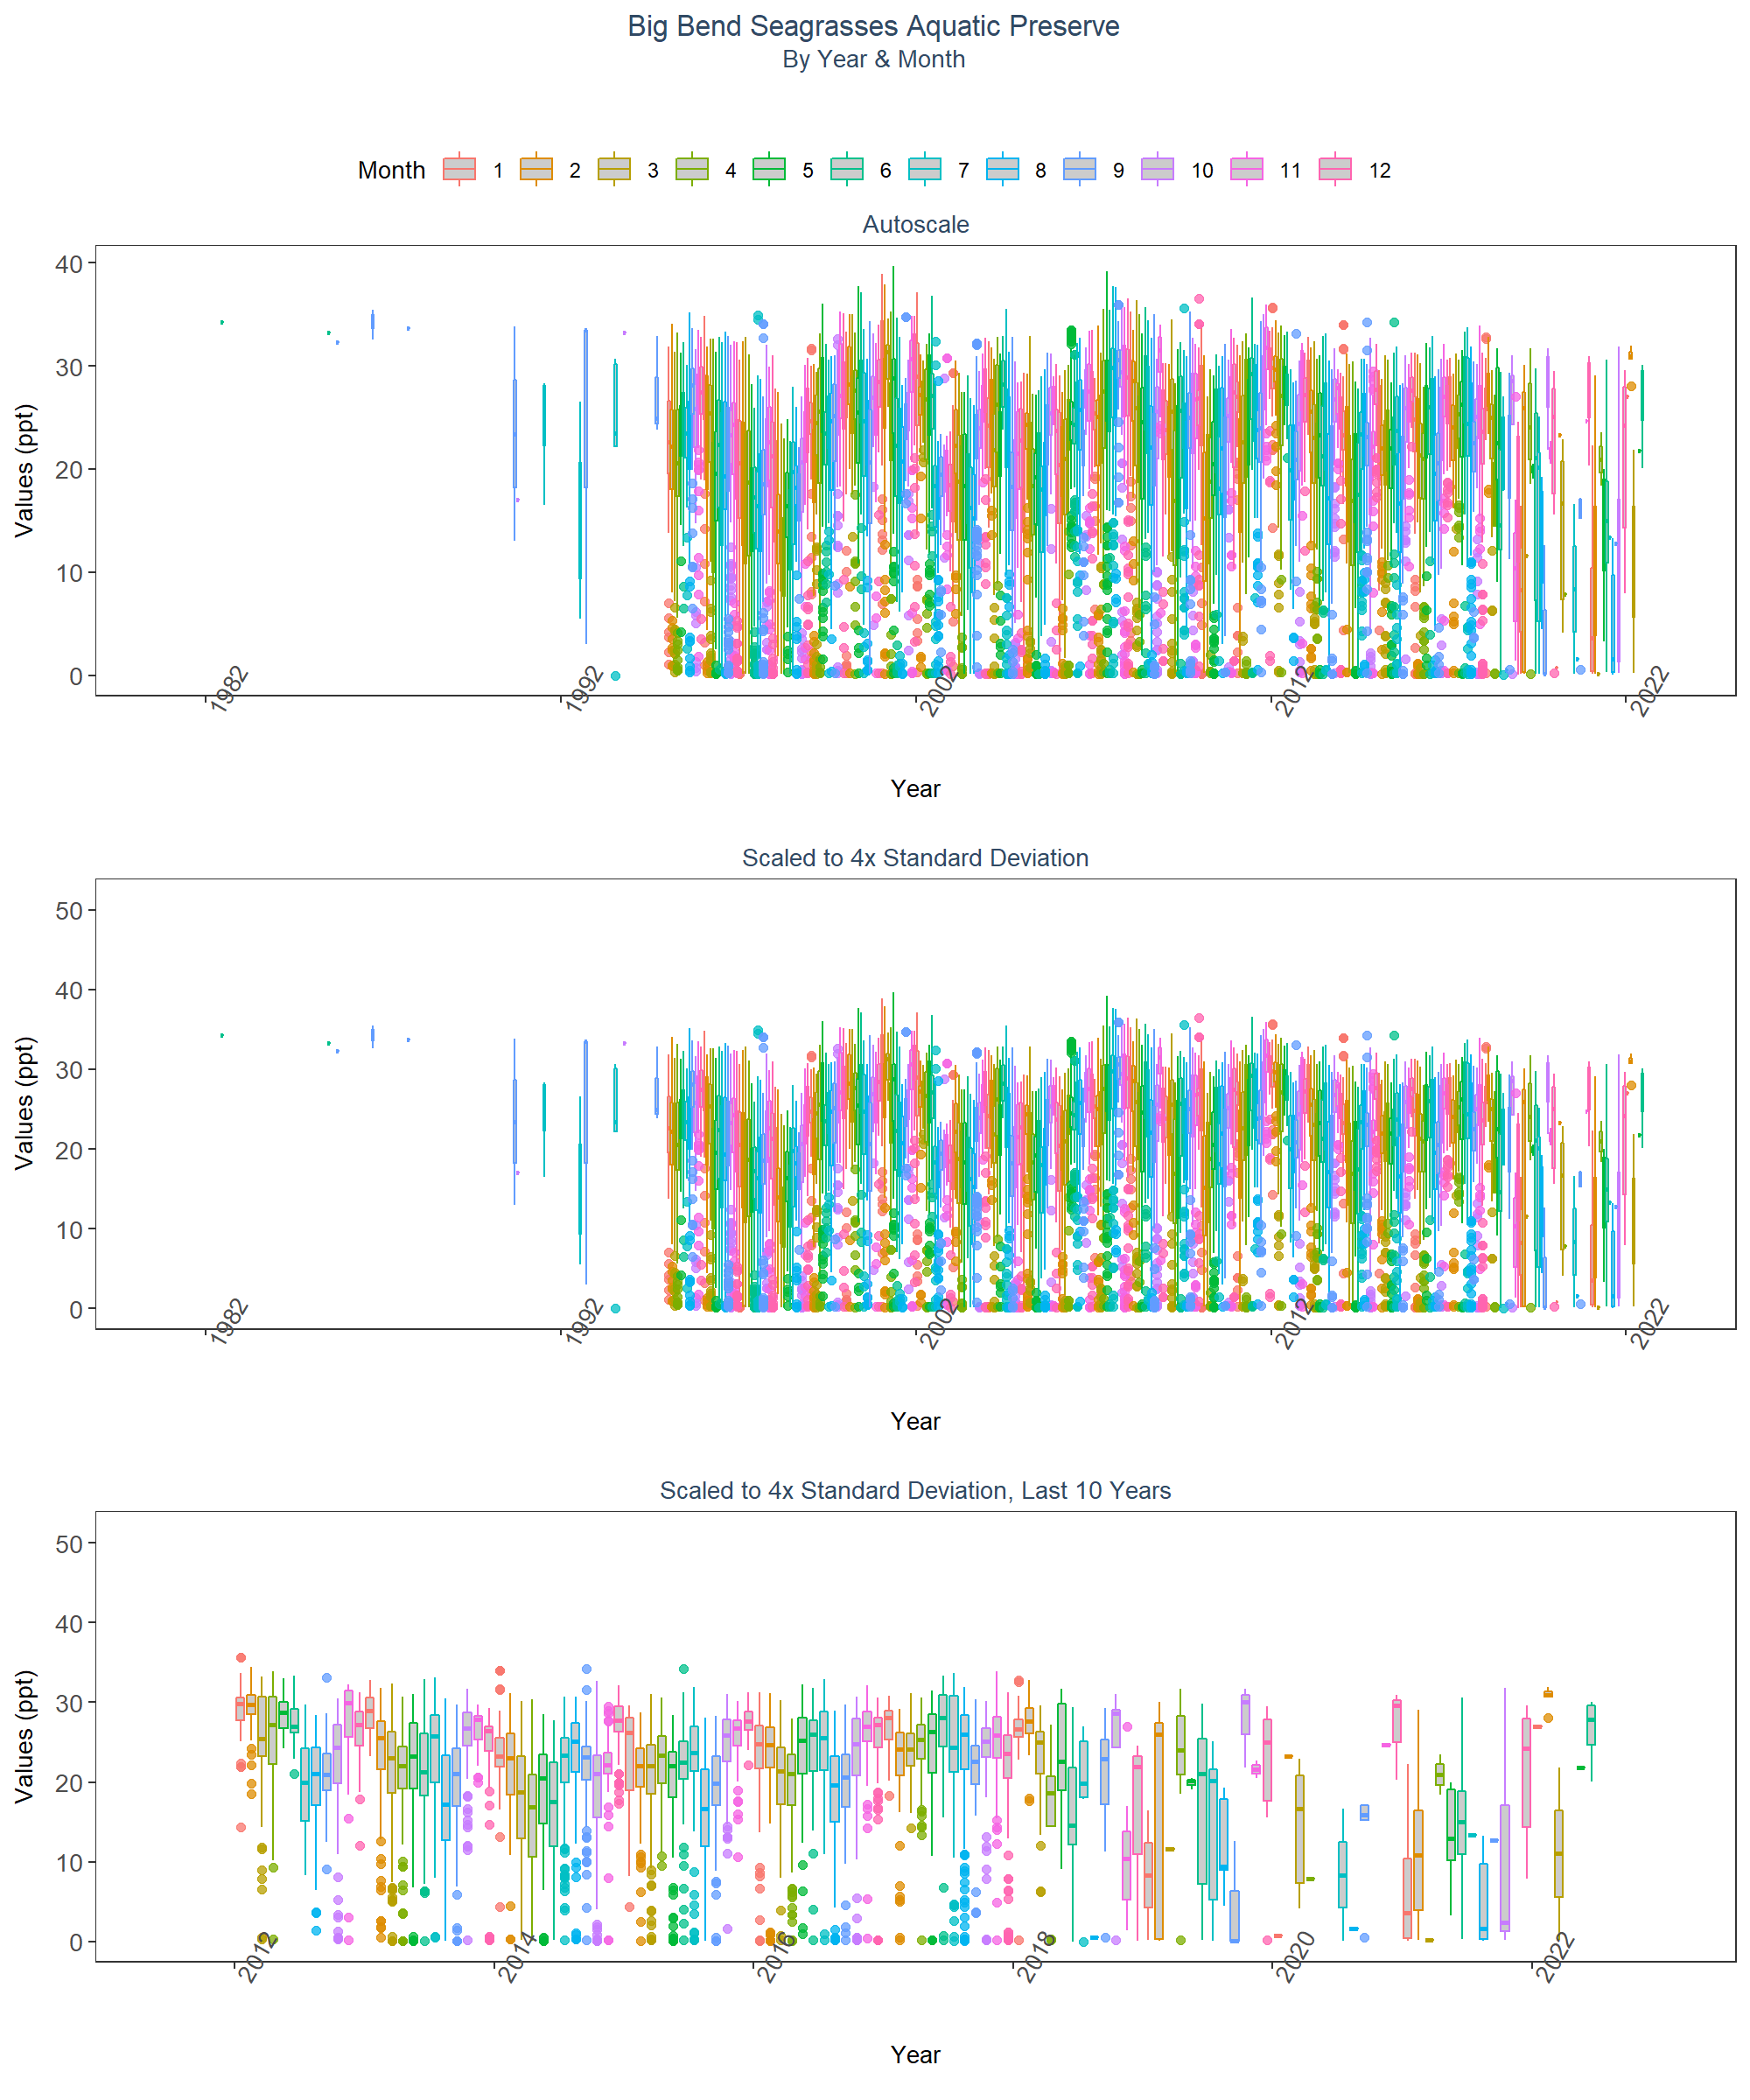 Big Bend Seagrasses Aquatic Preserve
By Year & Month
Month 1 2 3 4 5 6 7 8 9 10 11 12
Autoscale
Values (ppt)
40
30
20
10
0
1982 1992 2002 2012 2022
Year
Scaled to 4x Standard Deviation
Values (ppt)
50
40
30
20
10
0
1982 1992 2002 2012 2022
Year
Scaled to 4x Standard Deviation, Last 10 Years
Values (ppt)
50
40
30
20
10
0
2012 2014 2016 2018 2020 2022
Year